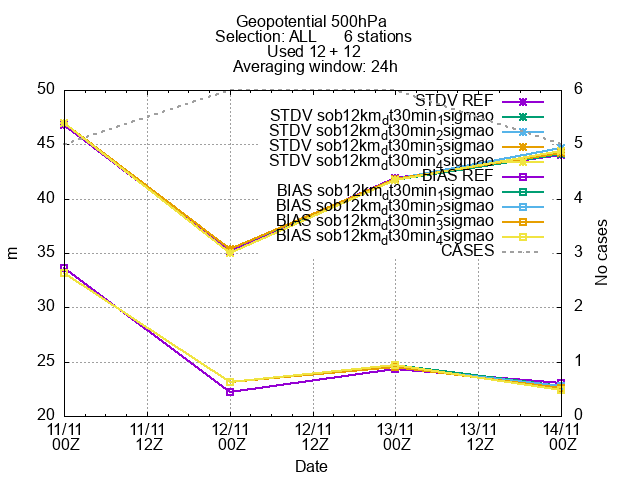 Geopotential 500hPa
Selection: ALL 6 stations
Used 12 + 12
Averaging window: 24h
STDV REF
STDV sob12km_dt30min_1sigmao
STDV sob12km_dt30min_2sigmao
STDV sob12km_dt30min_3sigmao
STDV sob12km_dt30min_4sigmao
BIAS REF
BIAS sob12km_dt30min_1sigmao
BIAS sob12km_dt30min_2sigmao
BIAS sob12km_dt30min_3sigmao
BIAS sob12km_dt30min_4sigmao
CASES
m
50
45
40
35
30
25
20
No cases
6
5
4
3
2
1
0
11/11 11/11 12/11 12/11 13/11 13/11 14/11
00Z 12Z 00Z 12Z 00Z 12Z 00Z
Date